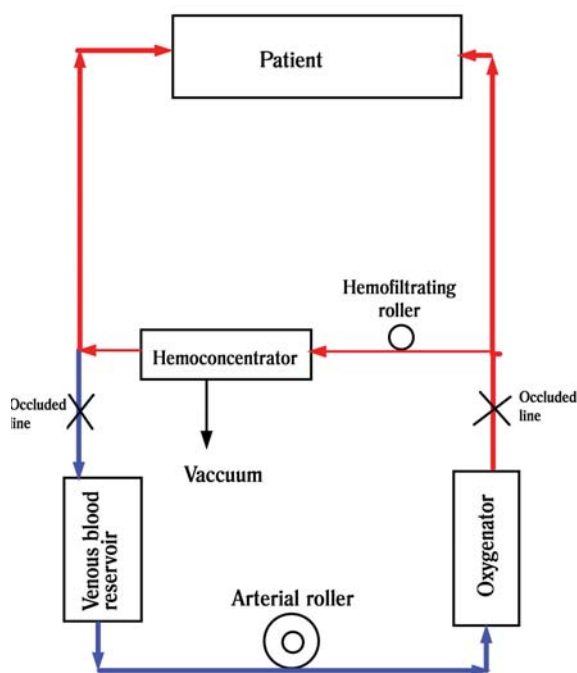 Patient
Hemofiltrating
roller
Hemoconcentrator
Occluded
line
Occluded
line
Vaccuum
Venous blood
reservoir
Arterial roller
Oxygenator